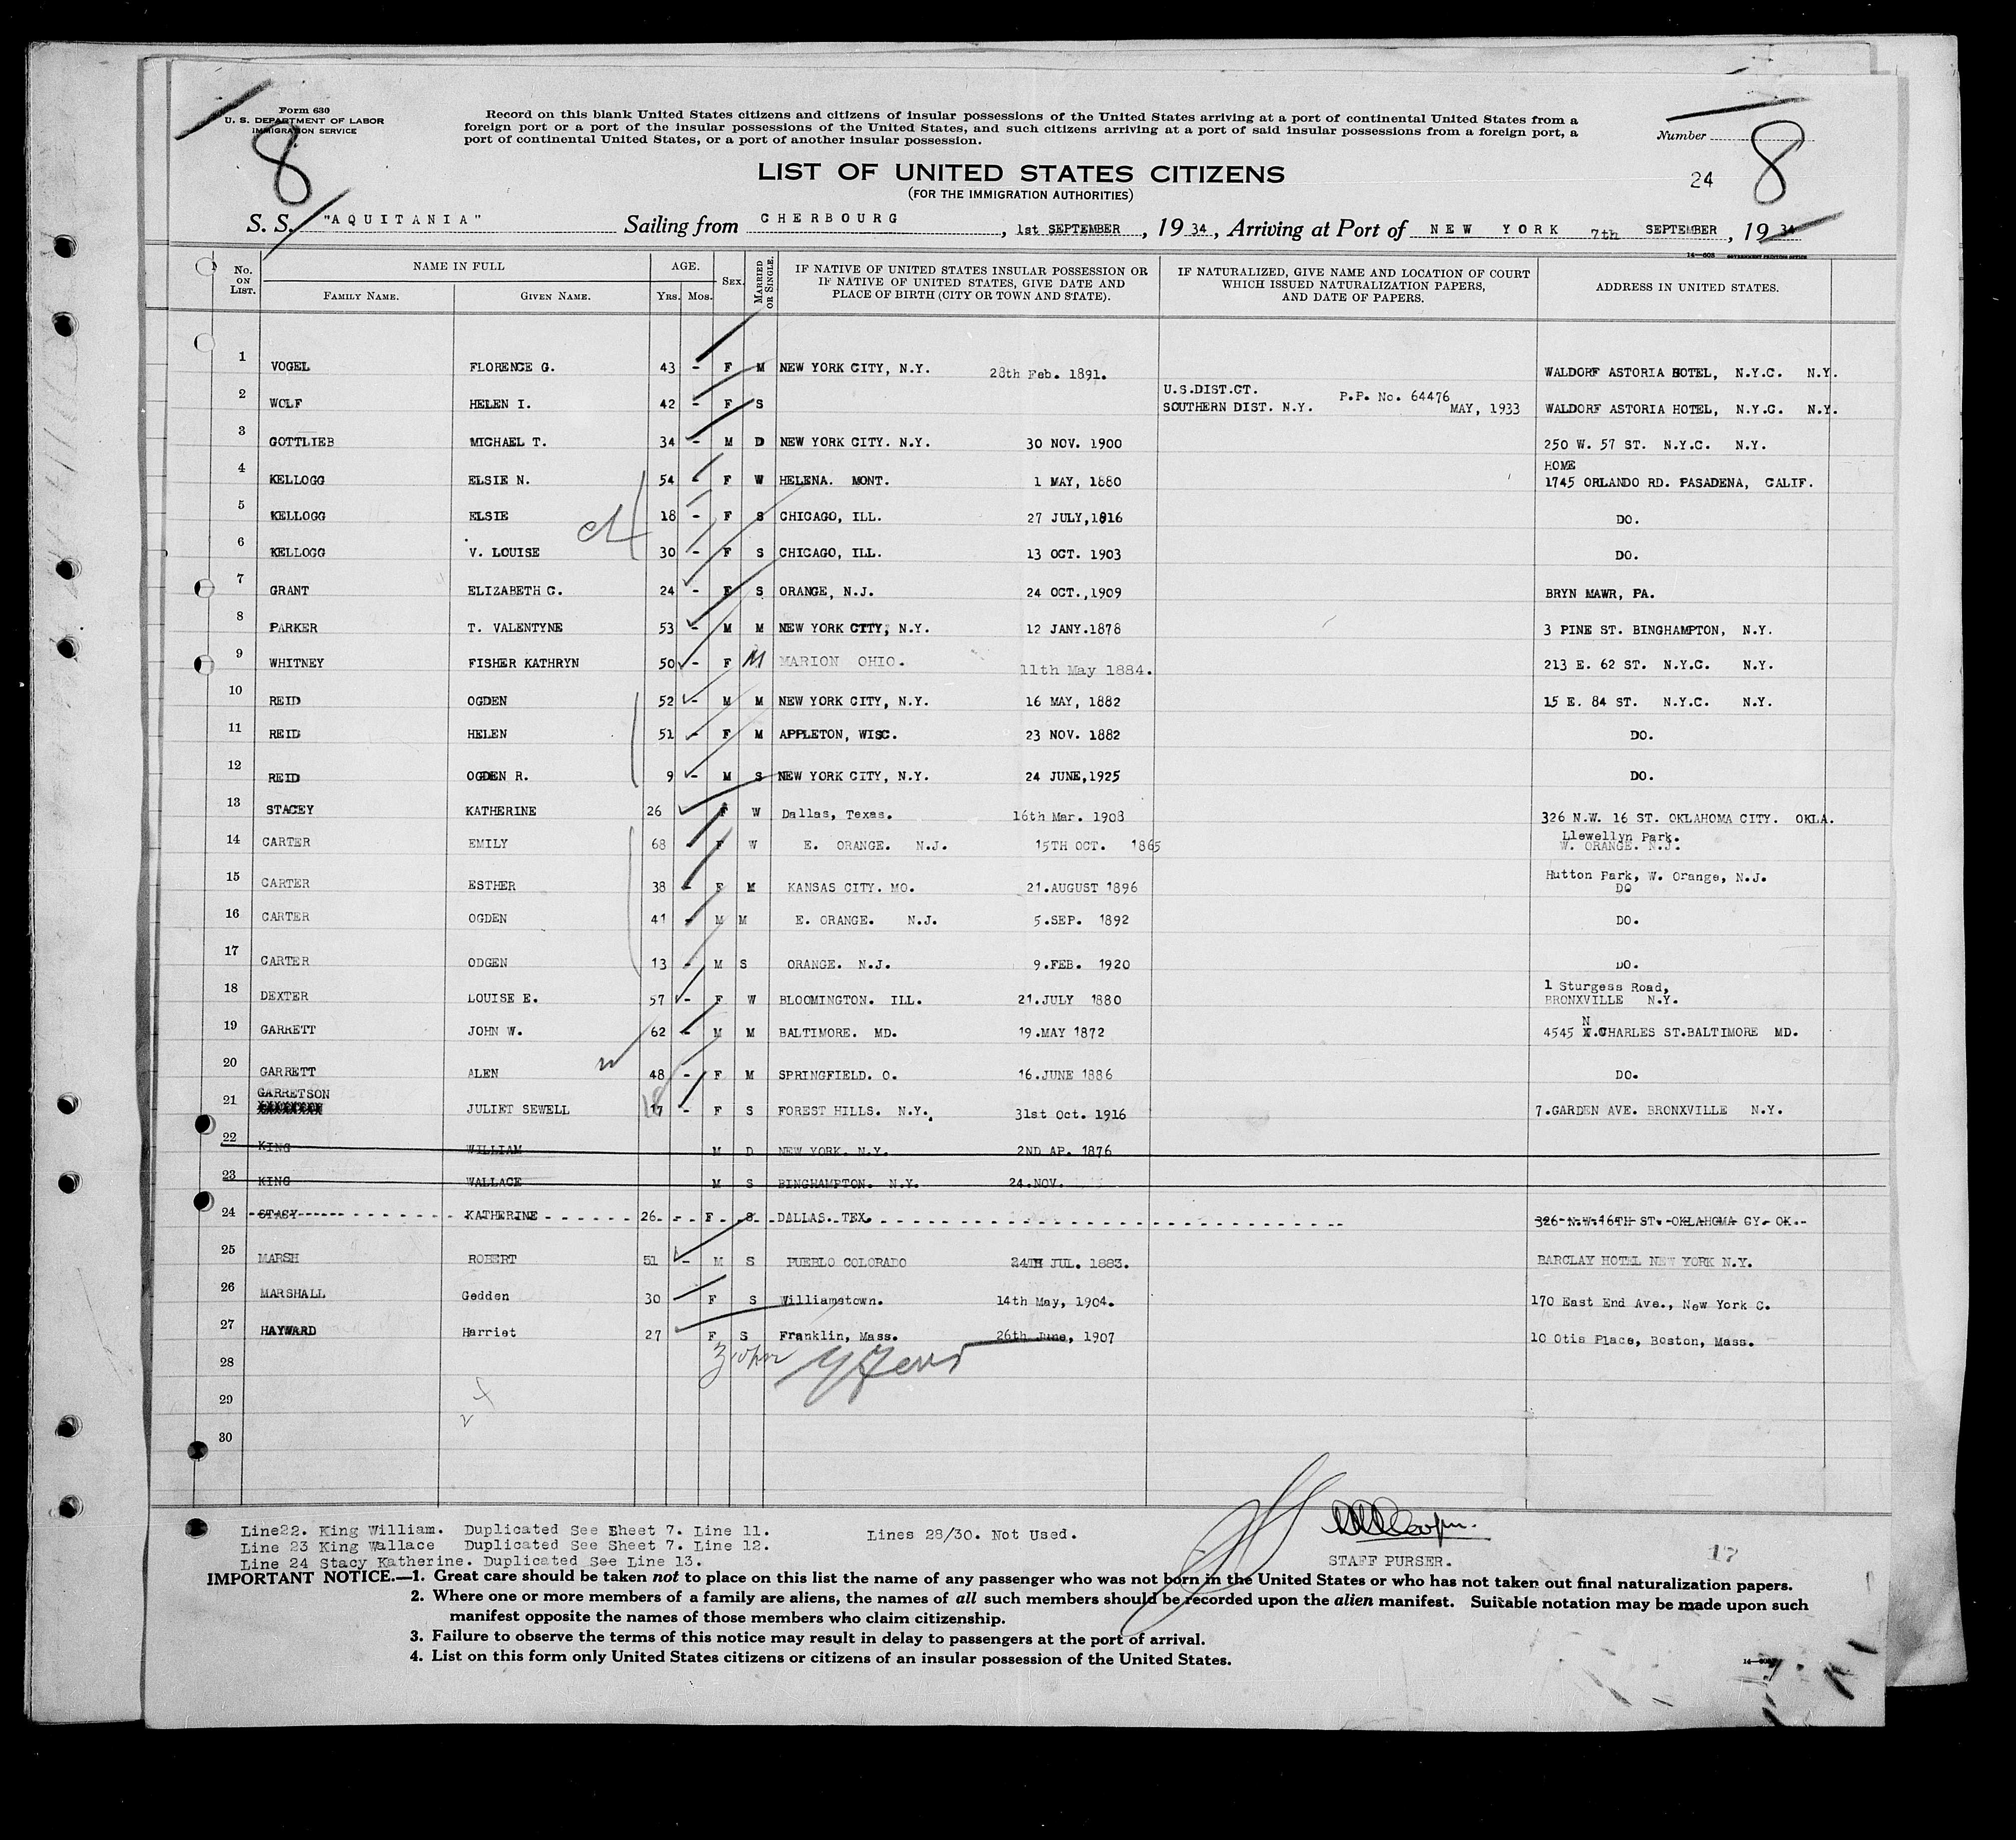 Form 630
U. S. DEPARTMENT OF LABOR
IMMIGRATION SERVICE
8
Record on this blank United States citizens and citizens of insular possessions of the United States arriving at a port of continental United States from a
foreign port or a port of the insular possessions of the United States, and such citizens arriving at a port of said insular possessions from a foreign port, a
port of continental United States, or a port of another insular possession.
Number
8
24
LIST OF UNITED STATES CITIZENS
(FOR THE IMMIGRATION AUTHORITIES)
S. S. "AQUITANIA" Sailing from CHERBOURG, 1st SEPTEMBER, 19 34, Arriving at Port of NEW YORK 7th SEPTEMBER, 19 34
14—608 GOVERNMENT PRINTING OFFICE
No. ON LIST. NAME IN FULL AGE. SEX. MARRIED OR SINGLE. IF NATIVE OF UNITED STATES INSULAR POSSESSION OR IF NATIVE OF UNITED STATES, GIVE DATE AND PLACE OF BIRTH (CITY OR TOWN AND STATE). IF NATURALIZED, GIVE NAME AND LOCATION OF COURT WHICH ISSUED NATURALIZATION PAPERS, AND DATE OF PAPERS. ADDRESS IN UNITED STATES.
FAMILY NAME. GIVEN NAME. YRS. MOS.
1 VOGEL FLORENCE G. 43 - F M NEW YORK CITY, N.Y. 28th Feb. 1891. WALDORF ASTORIA HOTEL, N.Y.C. N.Y.
2 WOLF HELEN I. 42 - F S U.S.DIST.CT. SOUTHERN DIST. N.Y. P.P. No. 64476 MAY, 1933 WALDORF ASTORIA HOTEL, N.Y.C. N.Y.
3 GOTTLIEB MICHAEL T. 34 - M D NEW YORK CITY. N.Y. 30 NOV. 1900 250 W. 57 ST. N.Y.C. N.Y.
4 KELLOGG ELSIE N. 54 - F W HELENA. MONT. 1 MAY, 1880 HOME 1745 ORLANDO RD. PASADENA, CALIF.
5 KELLOGG ELSIE 18 - F S CHICAGO, ILL. 27 JULY,1816 DO.
6 KELLOGG V. LOUISE 30 - F S CHICAGO, ILL. 13 OCT. 1903 DO.
7 GRANT ELIZABETH C. 24 - F S ORANGE, N.J. 24 OCT.,1909 BRYN MAWR, PA.
8 PARKER T. VALENTYNE 53 - M M NEW YORK CITY, N.Y. 12 JANY.1878 3 PINE ST. BINGHAMPTON, N.Y.
9 WHITNEY FISHER KATHRYN 50 - F M MARION OHIO. 11th May 1884. 213 E. 62 ST. N.Y.C. N.Y.
10 REID OGDEN 52 - M M NEW YORK CITY, N.Y. 16 MAY, 1882 15 E. 84 ST. N.Y.C. N.Y.
11 REID HELEN 51 - F M APPLETON, WISC. 23 NOV. 1882 DO.
12 REID OGDEN R. 9 - M S NEW YORK CITY, N.Y. 24 JUNE,1925 DO.
13 STACEY KATHERINE 26 F W Dallas, Texas. 16th Mar. 1908 326 N.W. 16 ST. OKLAHOMA CITY. OKLA.
14 CARTER EMILY 68 F W E. ORANGE. N.J. 15TH OCT. 1865 Llewellyn Park. W. ORANGE. N.J.
15 CARTER ESTHER 38 - F M KANSAS CITY. MO. 21.AUGUST 1896 Hutton Park, W. Orange, N.J. DO
16 CARTER OGDEN 41 - M M E. ORANGE. N.J. 5.SEP. 1892 DO.
17 CARTER ODGEN 13 - M S ORANGE. N.J. 9.FEB. 1920 DO.
18 DEXTER LOUISE E. 57 - F W BLOOMINGTON. ILL. 21.JULY 1880 1 Sturgess Road, BRONXVILLE N.Y.
19 GARRETT JOHN W. 62 - M M BALTIMORE. MD. 19.MAY 1872 4545 N.CHARLES ST.BALTIMORE MD.
20 GARRETT ALEN 48 - F M SPRINGFIELD. O. 16.JUNE 1886 DO.
21 GARRETSON JULIET SEWELL 17 - F S FOREST HILLS. N.Y. 31st Oct. 1916 7.GARDEN AVE. BRONXVILLE N.Y.
22 KING WILLIAM M D NEW YORK. N.Y. 2ND AP. 1876
23 KING WALLACE M S BINGHAMPTON. N.Y. 24.NOV.
24 STACY KATHERINE 26 - F S DALLAS. TEX. 326 N.W.16TH ST. OKLAHOMA CY. OK.
25 MARSH ROBERT 51 - M S PUEBLO COLORADO 24TH JUL. 1883. BARCLAY HOTEL NEW YORK N.Y.
26 MARSHALL Gedden 30 F S Williamstown. 14th May, 1904. 170 East End Ave., New York C.
27 HAYWARD Harriet 27 F S Franklin, Mass. 26th June, 1907 10 Otis Place, Boston, Mass.
28
29
30
Line22. King William. Duplicated See Sheet 7. Line 11.
Line 23 King Wallace Duplicated See Sheet 7. Line 12.
Line 24 Stacy Katherine. Duplicated See Line 13.
Lines 28/30. Not Used.
STAFF PURSER.
17
IMPORTANT NOTICE.—1. Great care should be taken not to place on this list the name of any passenger who was not born in the United States or who has not taken out final naturalization papers.
2. Where one or more members of a family are aliens, the names of all such members should be recorded upon the alien manifest. Suitable notation may be made upon such
manifest opposite the names of those members who claim citizenship.
3. Failure to observe the terms of this notice may result in delay to passengers at the port of arrival.
4. List on this form only United States citizens or citizens of an insular possession of the United States.